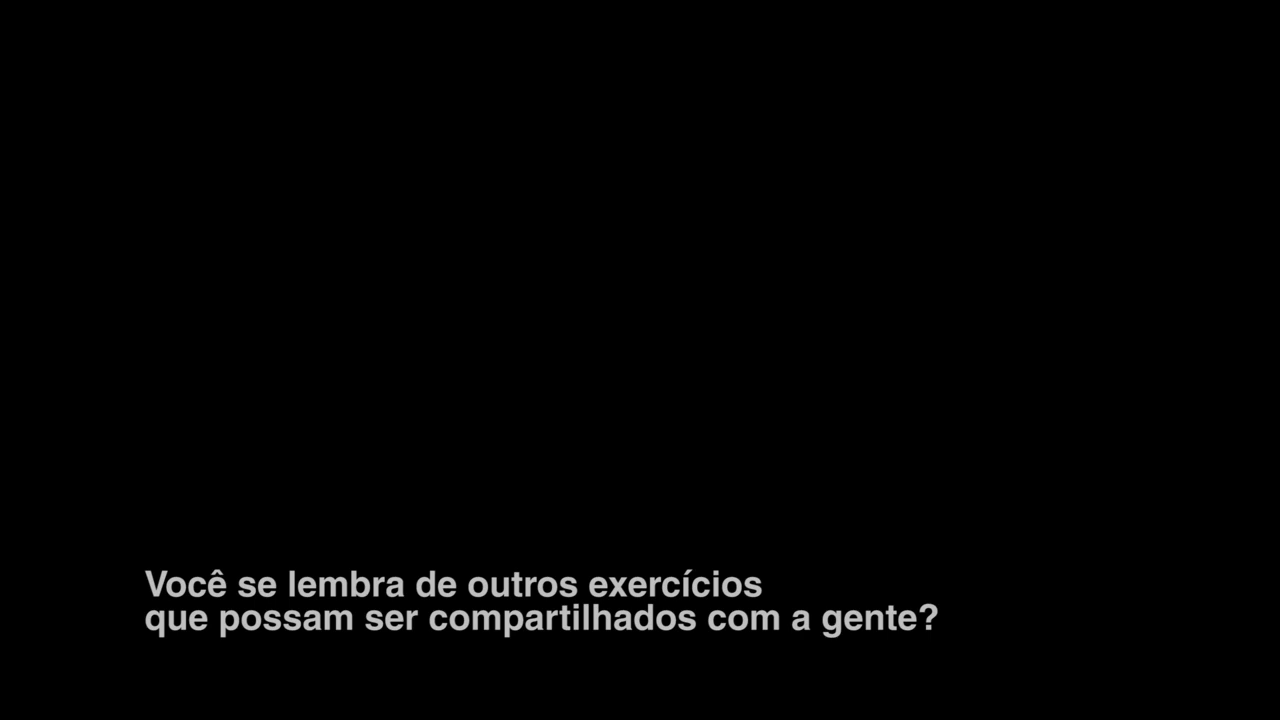 Você se lembra de outros exercícios
que possam ser compartilhados com a gente?